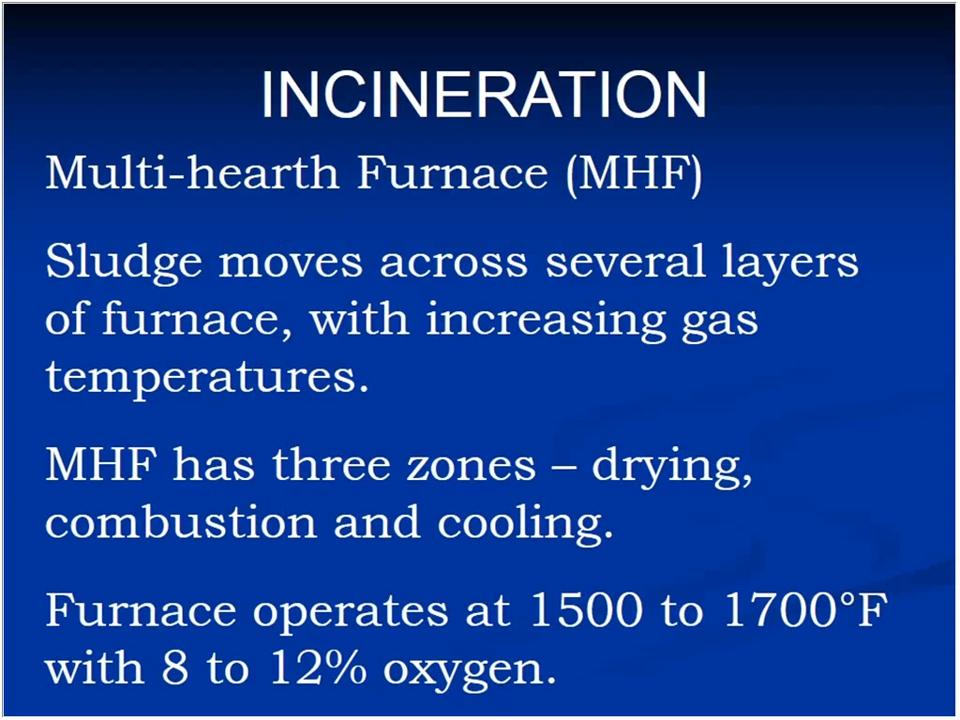 INCINERATION
Multi-hearth Furnace (MHF)
Sludge moves across several layers
of furnace, with increasing gas
temperatures.
MHF has three zones – drying,
combustion and cooling.
Furnace operates at 1500 to 1700°F
with 8 to 12% oxygen.